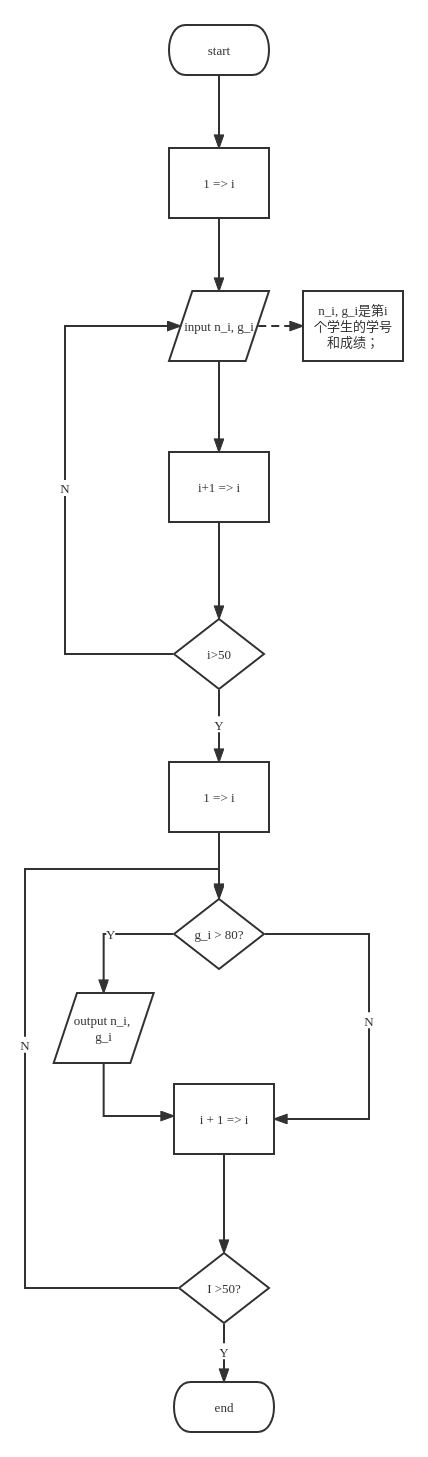 start
1 => i
input n_i, g_i
n_i, g_i是第i
个学生的学号
和成绩；
i+1 => i
N
i>50
Y
1 => i
g_i > 80?
Y
output n_i,
g_i
N
N
i + 1 => i
I >50?
Y
end